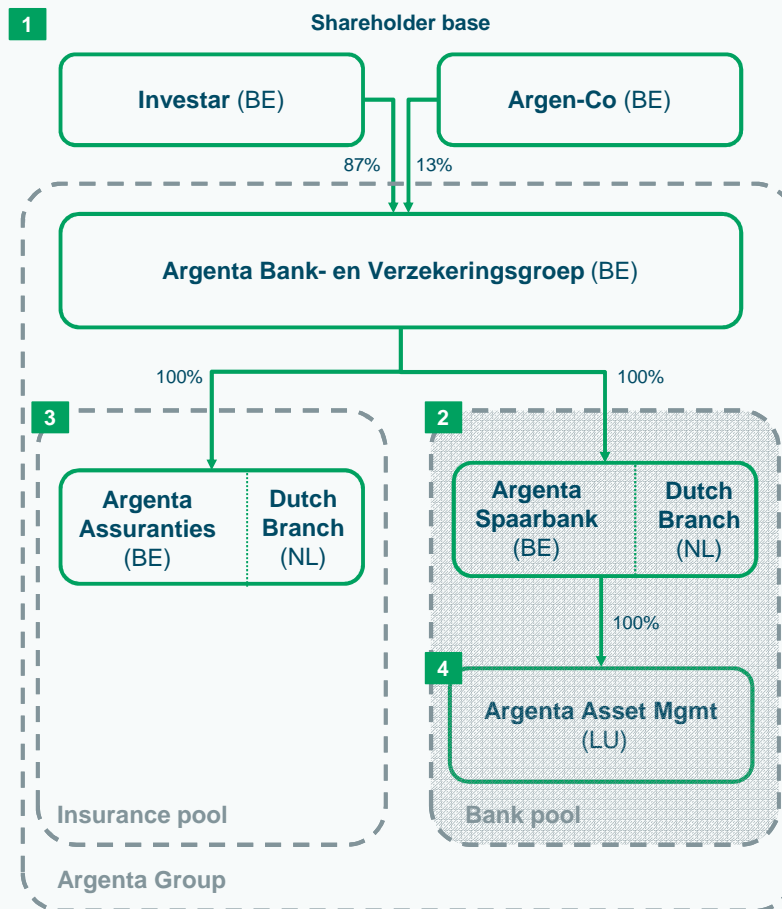 1
Shareholder base
Investar (BE)
Argen-Co (BE)
87%
13%
Argenta Bank- en Verzekeringsgroep (BE)
100%
100%
3
2
Argenta
Assuranties
(BE)
Dutch
Branch
(NL)
Argenta
Spaarbank
(BE)
Dutch
Branch
(NL)
100%
4
Argenta Asset Mgmt
(LU)
Insurance pool
Bank pool
Argenta Group